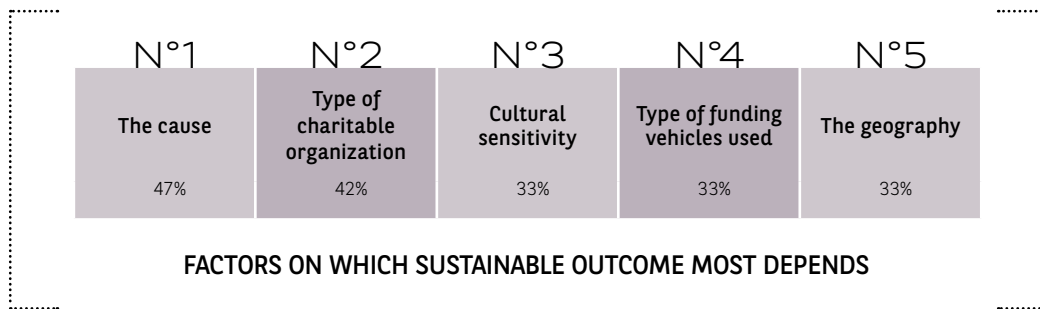 N°1 N°2 N°3 N°4 N°5
The cause
47%
Type of
charitable
organization
42%
Cultural
sensitivity
33%
Type of funding
vehicles used
33%
The geography
33%
FACTORS ON WHICH SUSTAINABLE OUTCOME MOST DEPENDS